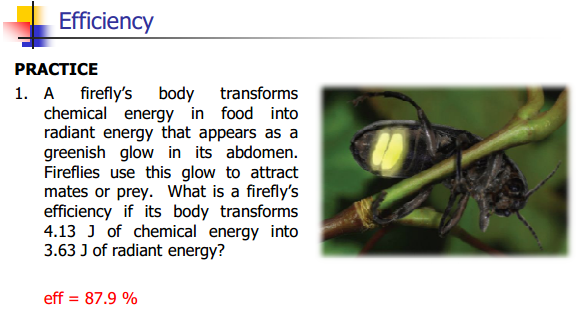 Efficiency
PRACTICE
1. A firefly's body transforms
chemical energy in food into
radiant energy that appears as a
greenish glow in its abdomen.
Fireflies use this glow to attract
mates or prey. What is a firefly's
efficiency if its body transforms
4.13 J of chemical energy into
3.63 J of radiant energy?
eff = 87.9 %